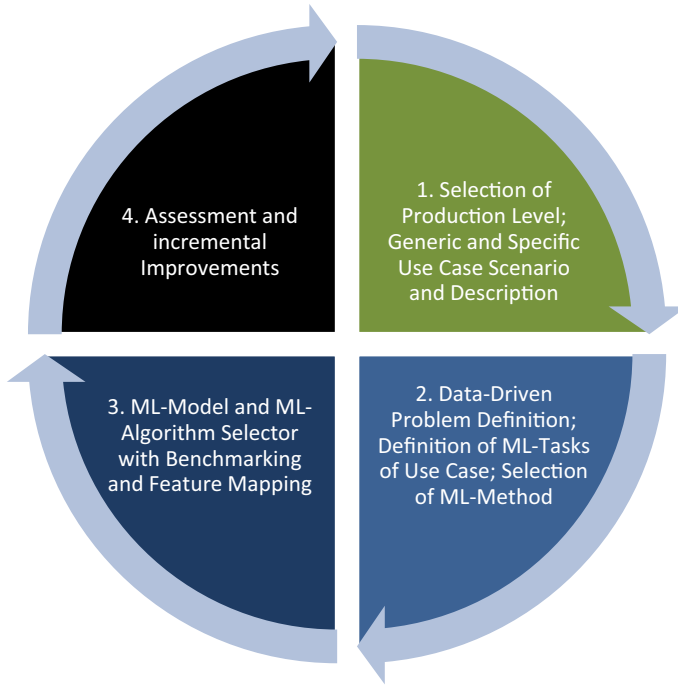 1. Selection of
Production Level;
Generic and Specific
Use Case Scenario
and Description
2. Data-Driven
Problem Definition;
Definition of ML-Tasks
of Use Case; Selection
of ML-Method
3. ML-Model and ML-
Algorithm Selector
with Benchmarking
and Feature Mapping
4. Assessment and
incremental
Improvements